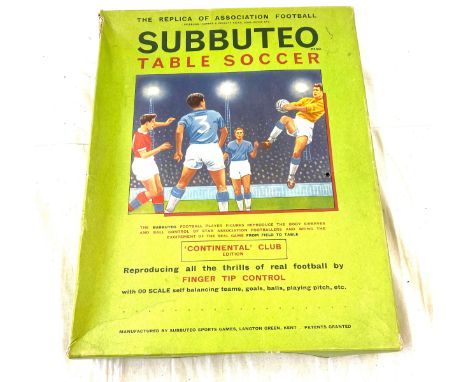 THE REPLICA OF ASSOCIATION FOOTBALL
SUBBUTEO
TABLE SOCCER
3
THE SUBBUTEO FOOTBALL PLAYER FIGURES REPRODUCE THE BODY SWERVES
AND BALL CONTROL OF STAR ASSOCIATION FOOTBALLERS AND BRING THE
EXCITEMENT OF THE REAL GAME FROM FIELD TO TABLE
'CONTINENTAL' CLUB
EDITION
Reproducing all the thrills of real football by
FINGER TIP CONTROL
with OO SCALE self balancing teams, goals, balls, playing pitch, etc.
MANUFACTURED BY SUBBUTEO SPORTS GAMES, LANGTON GREEN, KENT PATENTS GRANTED